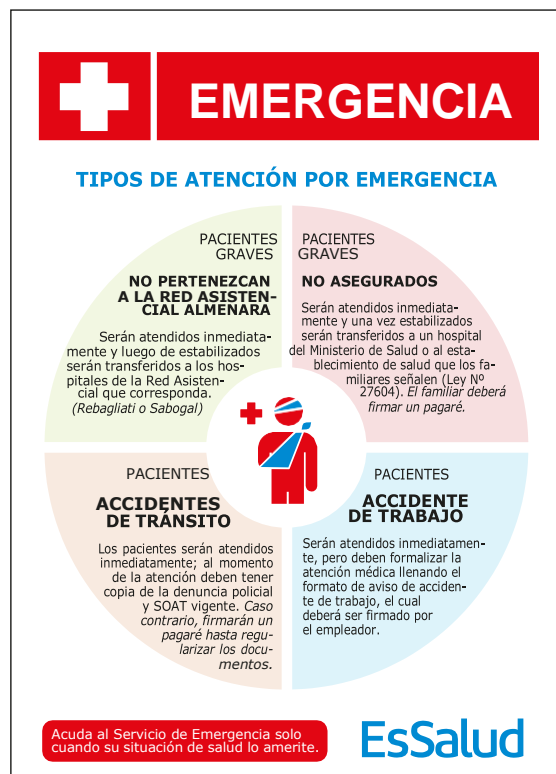 EMERGENCIA
TIPOS DE ATENCIÓN POR EMERGENCIA
PACIENTES
GRAVES
NO PERTENEZCAN
A LA RED ASISTEN-
CIAL ALMENARA
Serán atendidos inmediata-
mente y luego de estabilizados
serán transferidos a los hos-
pitales de la Red Asisten-
cial que corresponda.
(Rebagliati o Sabogal)
PACIENTES
GRAVES
NO ASEGURADOS
Serán atendidos inmediata-
mente y una vez estabilizados
serán transferidos a un hospital
del Ministerio de Salud o al esta-
blecimiento de salud que los fa-
miliares señalen (Ley Nº
27604). El familiar deberá
firmar un pagaré.
PACIENTES
ACCIDENTES
DE TRÁNSITO
Los pacientes serán atendidos
inmediatamente; al momento
de la atención deben tener
copia de la denuncia policial
y SOAT vigente. Caso
contrario, firmarán un
pagaré hasta regu-
larizar los docu-
mentos.
PACIENTES
ACCIDENTE
DE TRABAJO
Serán atendidos inmediatamen-
te, pero deben formalizar la
atención médica llenando el
formato de aviso de acciden-
te de trabajo, el cual
deberá ser firmado por
el empleador.
Acuda al Servicio de Emergencia solo
cuando su situación de salud lo amerite.
EsSalud